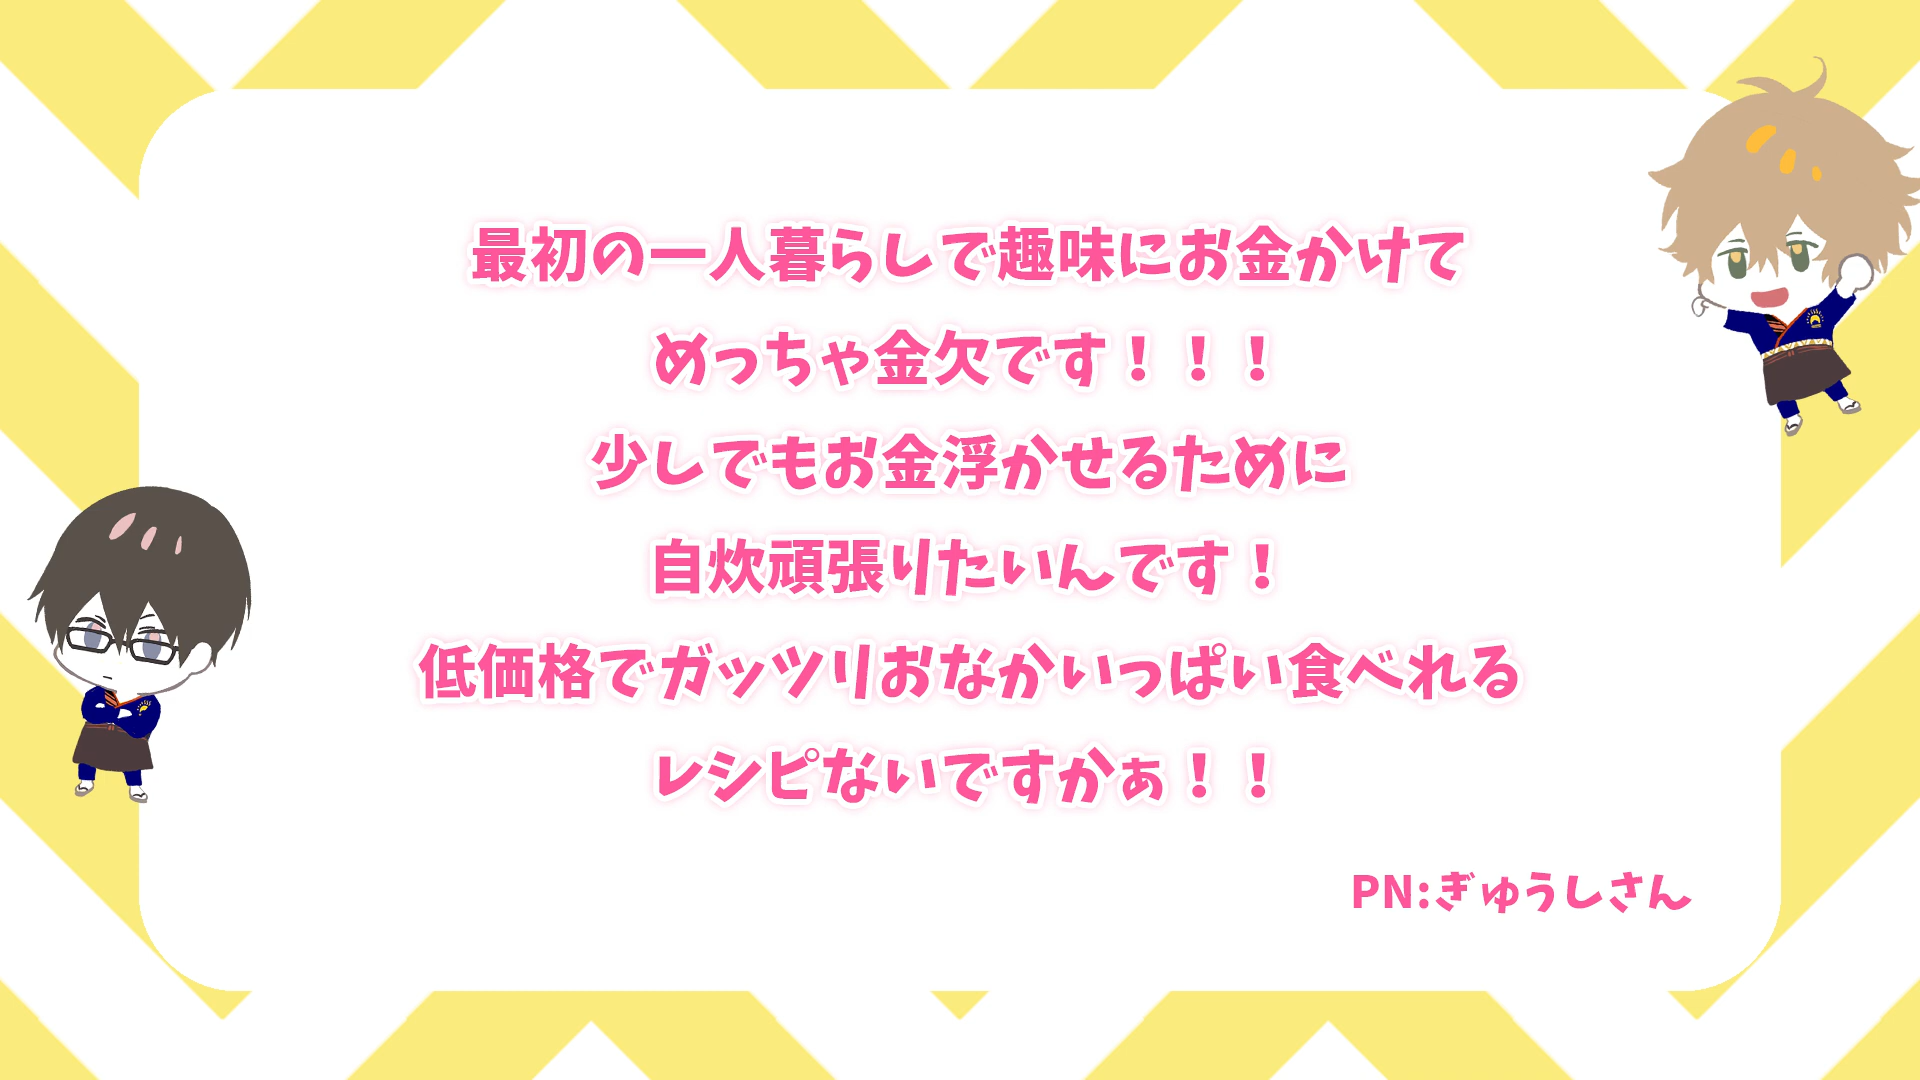 最初の一人暮らしで趣味にお金かけて
めっちゃ金欠です！！！
少しでもお金浮かせるために
自炊頑張りたいんです！
低価格でガッツリおなかいっぱい食べれる
レシピないですかぁ！！
PN:ぎゅうしさん